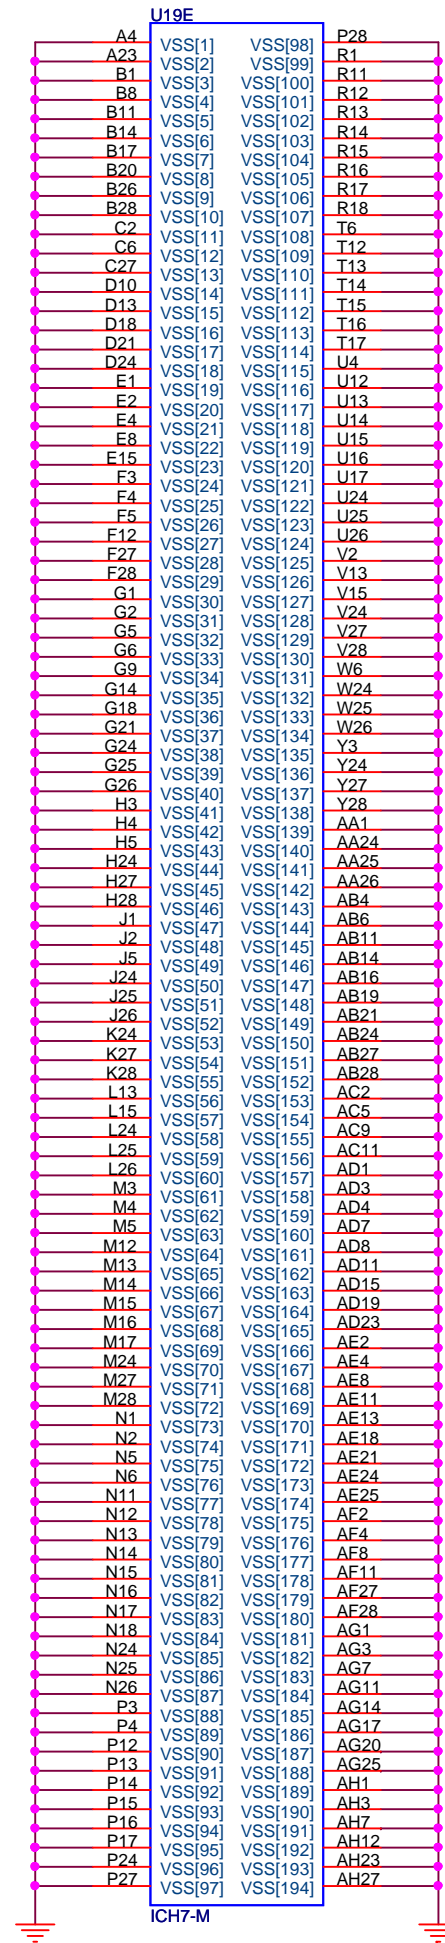 U19E
A4 VSS[1] VSS[98] P28
A23 VSS[2] VSS[99] R1
B1 VSS[3] VSS[100] R11
B8 VSS[4] VSS[101] R12
B11 VSS[5] VSS[102] R13
B14 VSS[6] VSS[103] R14
B17 VSS[7] VSS[104] R15
B20 VSS[8] VSS[105] R16
B26 VSS[9] VSS[106] R17
B28 VSS[10] VSS[107] R18
C2 VSS[11] VSS[108] T6
C6 VSS[12] VSS[109] T12
C27 VSS[13] VSS[110] T13
D10 VSS[14] VSS[111] T14
D13 VSS[15] VSS[112] T15
D18 VSS[16] VSS[113] T16
D21 VSS[17] VSS[114] T17
D24 VSS[18] VSS[115] U4
E1 VSS[19] VSS[116] U12
E2 VSS[20] VSS[117] U13
E4 VSS[21] VSS[118] U14
E8 VSS[22] VSS[119] U15
E15 VSS[23] VSS[120] U16
F3 VSS[24] VSS[121] U17
F4 VSS[25] VSS[122] U24
F5 VSS[26] VSS[123] U25
F12 VSS[27] VSS[124] U26
F27 VSS[28] VSS[125] V2
F28 VSS[29] VSS[126] V13
G1 VSS[30] VSS[127] V15
G2 VSS[31] VSS[128] V24
G5 VSS[32] VSS[129] V27
G6 VSS[33] VSS[130] V28
G9 VSS[34] VSS[131] W6
G14 VSS[35] VSS[132] W24
G18 VSS[36] VSS[133] W25
G21 VSS[37] VSS[134] W26
G24 VSS[38] VSS[135] Y3
G25 VSS[39] VSS[136] Y24
G26 VSS[40] VSS[137] Y27
H3 VSS[41] VSS[138] Y28
H4 VSS[42] VSS[139] AA1
H5 VSS[43] VSS[140] AA24
H24 VSS[44] VSS[141] AA25
H27 VSS[45] VSS[142] AA26
H28 VSS[46] VSS[143] AB4
J1 VSS[47] VSS[144] AB6
J2 VSS[48] VSS[145] AB11
J5 VSS[49] VSS[146] AB14
J24 VSS[50] VSS[147] AB16
J25 VSS[51] VSS[148] AB19
J26 VSS[52] VSS[149] AB21
K24 VSS[53] VSS[150] AB24
K27 VSS[54] VSS[151] AB27
K28 VSS[55] VSS[152] AB28
L13 VSS[56] VSS[153] AC2
L15 VSS[57] VSS[154] AC5
L24 VSS[58] VSS[155] AC9
L25 VSS[59] VSS[156] AC11
L26 VSS[60] VSS[157] AD1
M3 VSS[61] VSS[158] AD3
M4 VSS[62] VSS[159] AD4
M5 VSS[63] VSS[160] AD7
M12 VSS[64] VSS[161] AD8
M13 VSS[65] VSS[162] AD11
M14 VSS[66] VSS[163] AD15
M15 VSS[67] VSS[164] AD19
M16 VSS[68] VSS[165] AD23
M17 VSS[69] VSS[166] AE2
M24 VSS[70] VSS[167] AE4
M27 VSS[71] VSS[168] AE8
M28 VSS[72] VSS[169] AE11
N1 VSS[73] VSS[170] AE13
N2 VSS[74] VSS[171] AE18
N5 VSS[75] VSS[172] AE21
N6 VSS[76] VSS[173] AE24
N11 VSS[77] VSS[174] AE25
N12 VSS[78] VSS[175] AF2
N13 VSS[79] VSS[176] AF4
N14 VSS[80] VSS[177] AF8
N15 VSS[81] VSS[178] AF11
N16 VSS[82] VSS[179] AF27
N17 VSS[83] VSS[180] AF28
N18 VSS[84] VSS[181] AG1
N24 VSS[85] VSS[182] AG3
N25 VSS[86] VSS[183] AG7
N26 VSS[87] VSS[184] AG11
P3 VSS[88] VSS[185] AG14
P4 VSS[89] VSS[186] AG17
P12 VSS[90] VSS[187] AG20
P13 VSS[91] VSS[188] AG25
P14 VSS[92] VSS[189] AH1
P15 VSS[93] VSS[190] AH3
P16 VSS[94] VSS[191] AH7
P17 VSS[95] VSS[192] AH12
P24 VSS[96] VSS[193] AH23
P27 VSS[97] VSS[194] AH27
ICH7-M